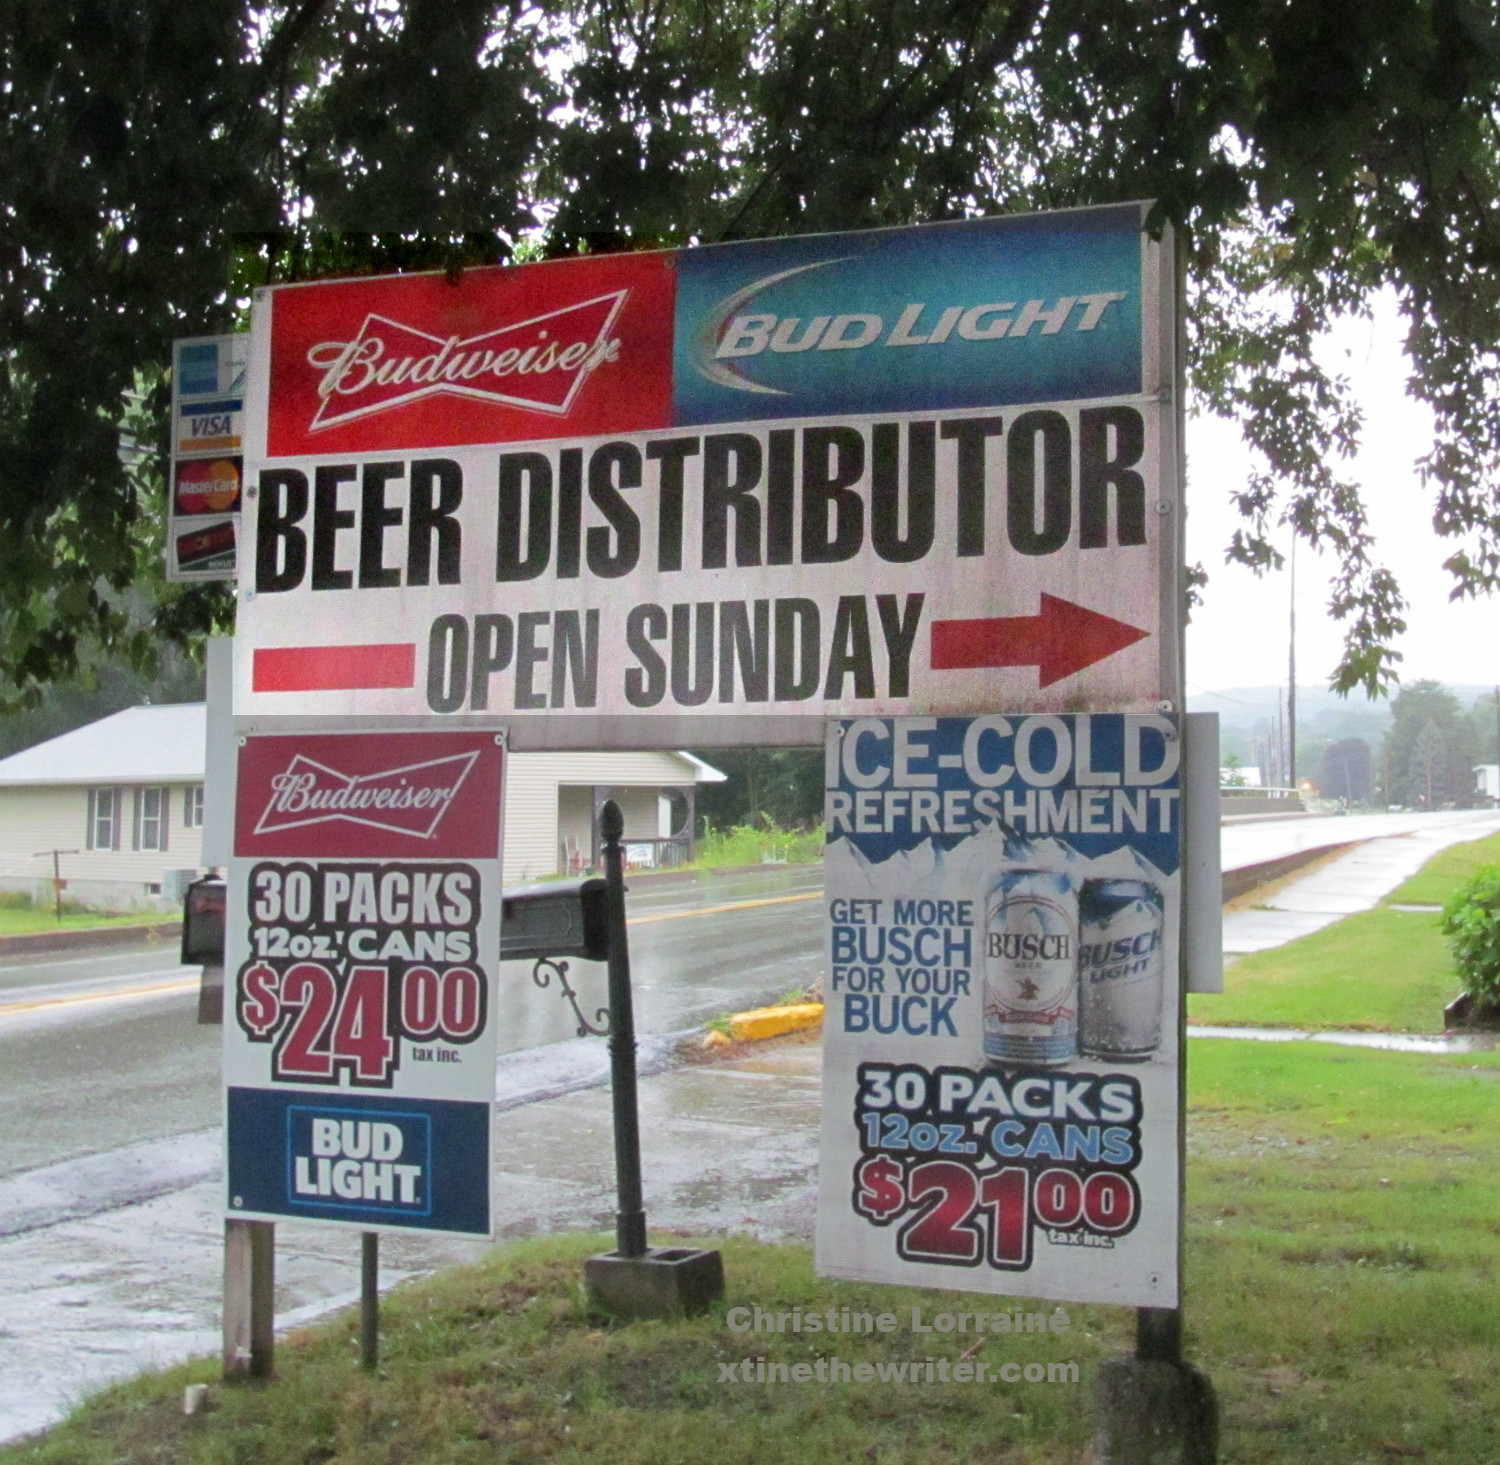 Budweiser
BUD LIGHT
VISA
MasterCard
BEER DISTRIBUTOR
OPEN SUNDAY
Budweiser
30 PACKS
12oz. CANS
$24 00
tax inc.
BUD
LIGHT
ICE-COLD
REFRESHMENT
GET MORE
BUSCH
FOR YOUR
BUCK
BUSCH
BEER
BUSCH
LIGHT
30 PACKS
12oz. CANS
$21 00
tax inc.
Christine Lorraine
xtinethewriter.com